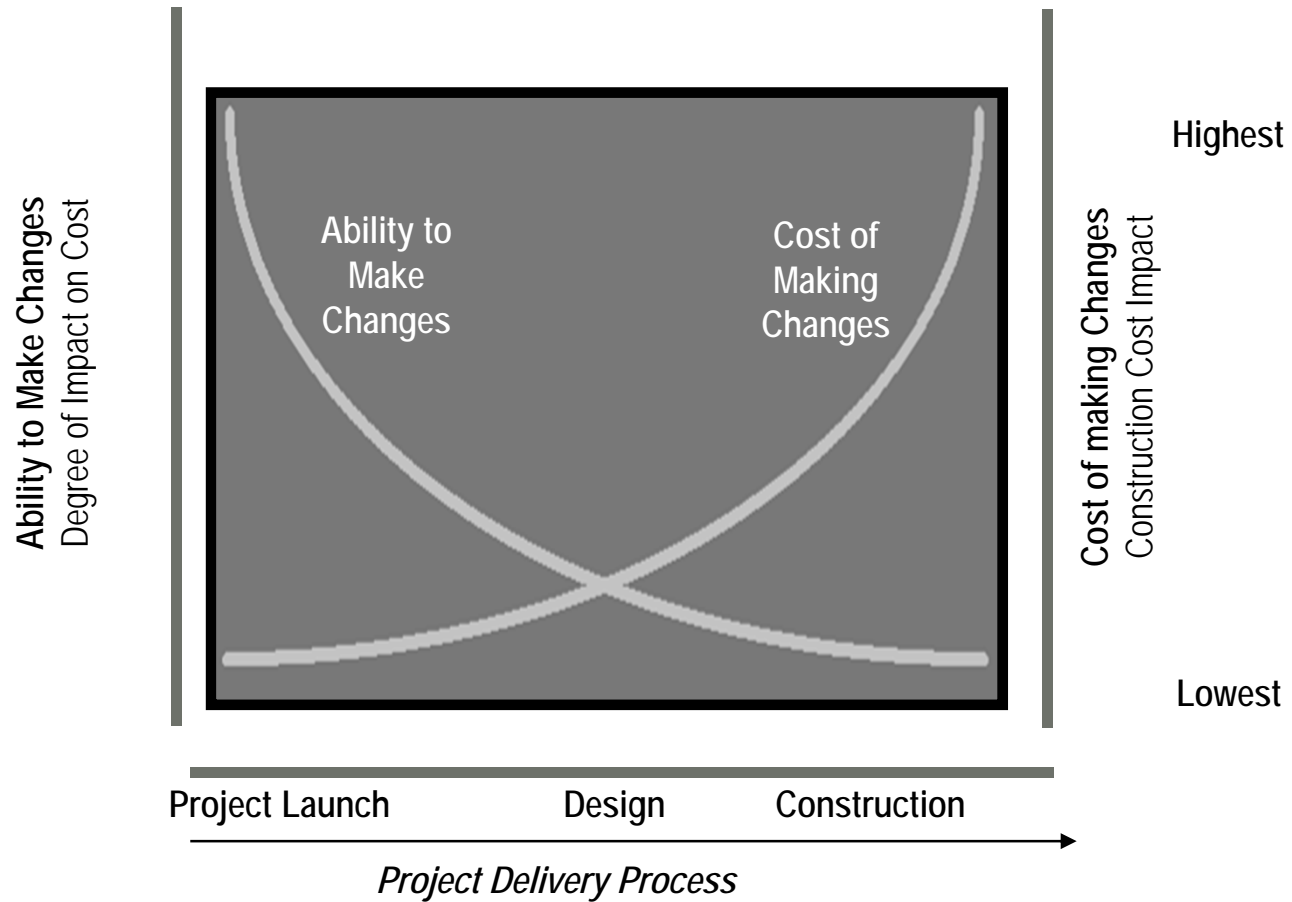 Ability to Make Changes
Degree of Impact on Cost
Ability to
Make
Changes
Cost of
Making
Changes
Cost of making Changes
Construction Cost Impact
Highest
Lowest
Project Launch
Design
Construction
Project Delivery Process